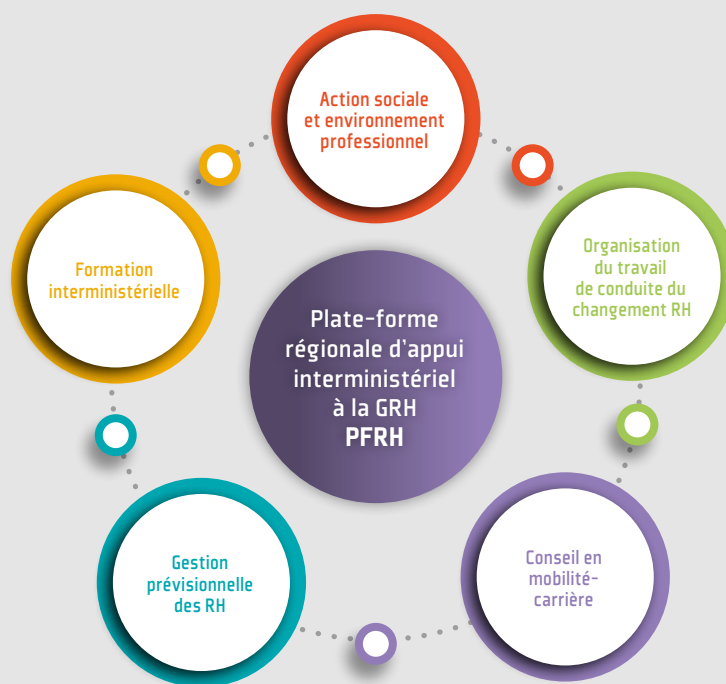 Action sociale
et environnement
professionnel
Formation
interministérielle
Organisation
du travail
de conduite du
changement RH
Plate-forme
régionale d'appui
interministériel
à la GRH
PFRH
Gestion
prévisionnelle
des RH
Conseil en
mobilité-
carrière